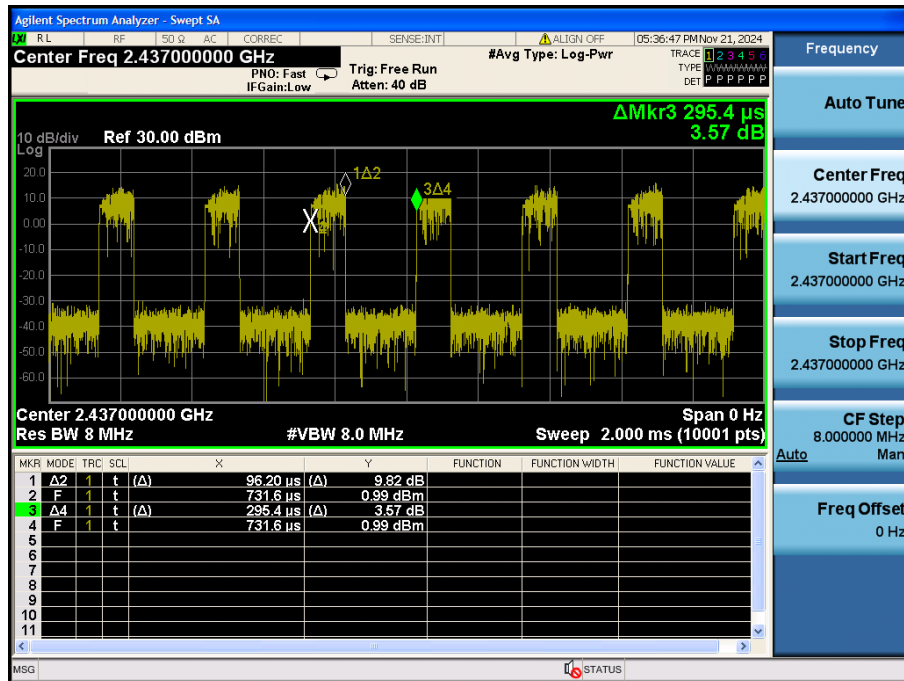 Agilent Spectrum Analyzer - Swept SA
LXI RL RF 50 Ω AC CORREC SENSE:INT ALIGN OFF 05:36:47 PM Nov 21, 2024
Center Freq 2.437000000 GHz #Avg Type: Log-Pwr TRACE 1 2 3 4 5 6
PNO: Fast Trig: Free Run TYPE WWWWWW
IFGain:Low Atten: 40 dB DET P P P P P P
ΔMkr3 295.4 µs
10 dB/div Ref 30.00 dBm 3.57 dB
Log
20.0
10.0
0.00
-10.0
-20.0
-30.0
-40.0
-50.0
-60.0
1Δ2
3Δ4
X
Center 2.437000000 GHz Span 0 Hz
Res BW 8 MHz #VBW 8.0 MHz Sweep 2.000 ms (10001 pts)
MKR MODE TRC SCL X Y FUNCTION FUNCTION WIDTH FUNCTION VALUE
1 Δ2 1 t (Δ) 96.20 µs (Δ) 9.82 dB
2 F 1 t 731.6 µs 0.99 dBm
3 Δ4 1 t (Δ) 295.4 µs (Δ) 3.57 dB
4 F 1 t 731.6 µs 0.99 dBm
5
6
7
8
9
10
11
MSG STATUS
Frequency
Auto Tune
Center Freq
2.437000000 GHz
Start Freq
2.437000000 GHz
Stop Freq
2.437000000 GHz
CF Step
8.000000 MHz
Auto Man
Freq Offset
0 Hz